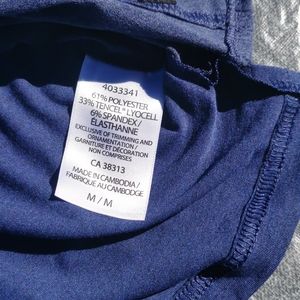 4033341
61% POLYESTER
33% TENCEL® LYOCELL
6% SPANDEX /
ÉLASTHANNE
EXCLUSIVE OF TRIMMING AND
ORNAMENTATION /
GARNITURE ET DÉCORATION
NON COMPRISES
CA 38313
MADE IN CAMBODIA /
FABRIQUÉ AU CAMBODGE
M / M